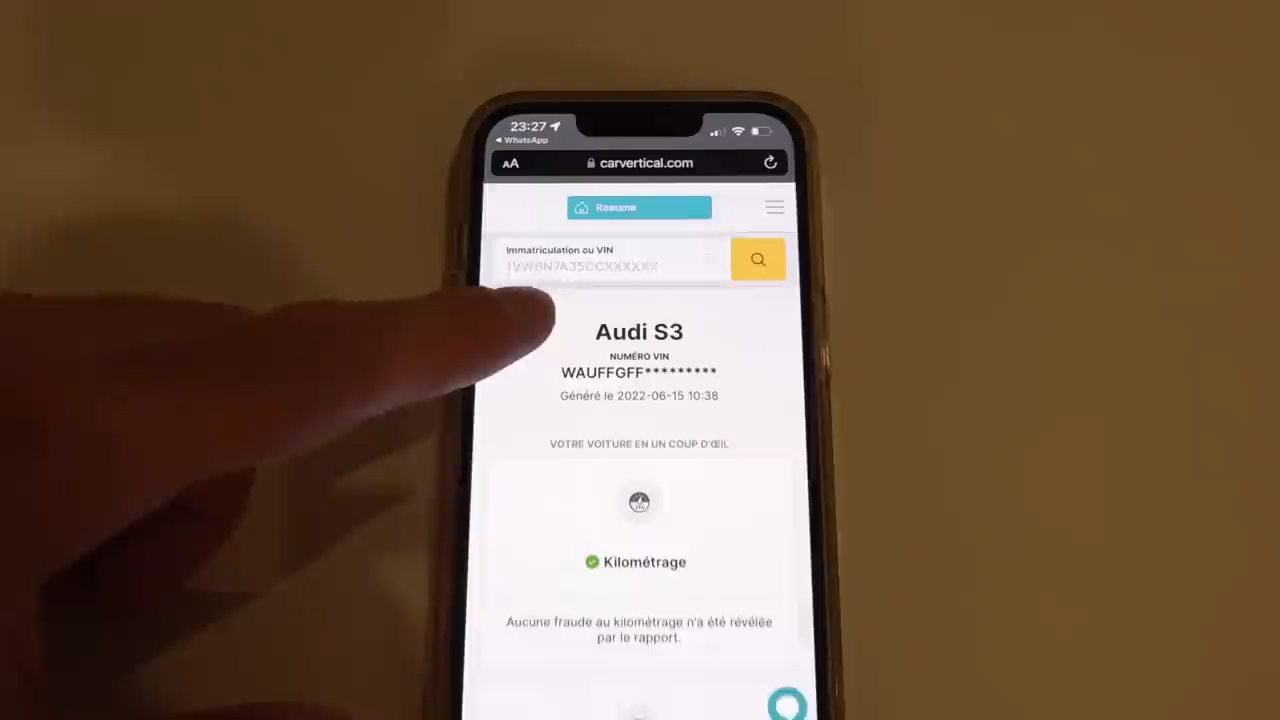 23:27
WhatsApp
AA carvertical.com
Résumé
Immatriculation ou VIN
1VWBN7A35CCXXXXXX
Audi S3
NUMÉRO VIN
WAUFFGFF*********
Généré le 2022-06-15 10:38
VOTRE VOITURE EN UN COUP D'ŒIL
Kilométrage
Aucune fraude au kilométrage n'a été révélée
par le rapport.